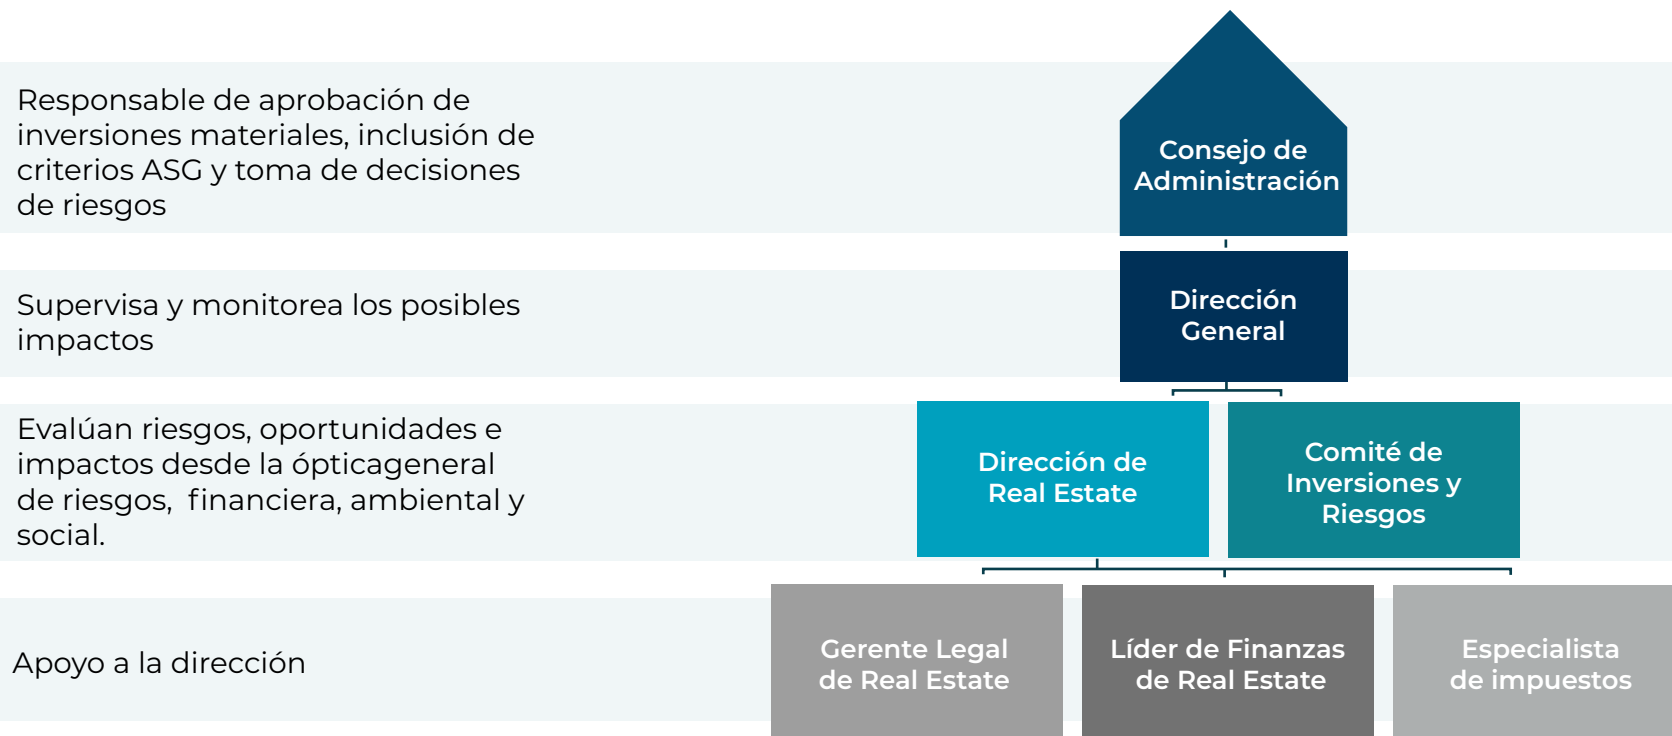 Responsable de aprobación de
inversiones materiales, inclusión de
criterios ASG y toma de decisiones
de riesgos
Consejo de
Administración
Supervisa y monitorea los posibles
impactos
Dirección
General
Evalúan riesgos, oportunidades e
impactos desde la ópticageneral
de riesgos, financiera, ambiental y
social.
Dirección de
Real Estate
Comité de
Inversiones y
Riesgos
Apoyo a la dirección
Gerente Legal
de Real Estate
Líder de Finanzas
de Real Estate
Especialista
de impuestos